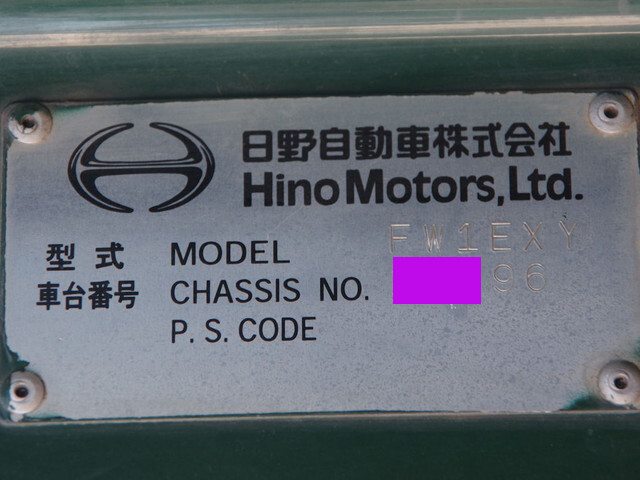 日野自動車株式会社
Hino Motors, Ltd.
型式 MODEL FW1EXY
車台番号 CHASSIS NO. 96
P. S. CODE